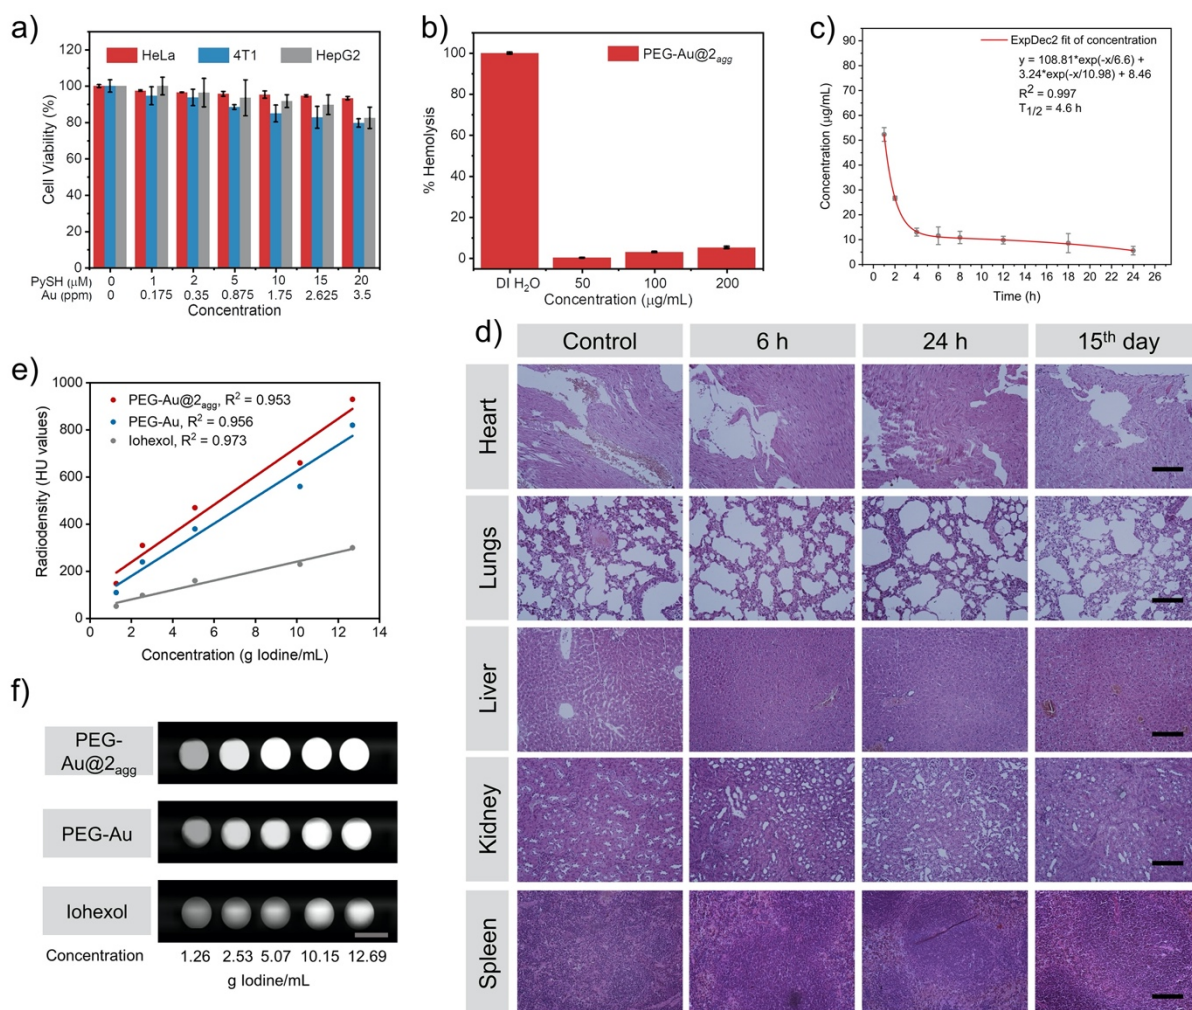 a)
HeLa 4T1 HepG2
Cell Viability (%)
120
100
80
60
40
20
0
PySH (µM) 0 1 2 5 10 15 20
Au (ppm) 0 0.175 0.35 0.875 1.75 2.625 3.5
Concentration
b)
PEG-Au@2agg
% Hemolysis
100
80
60
40
20
0
DI H₂O 50 100 200
Concentration (µg/mL)
c)
ExpDec2 fit of concentration
y = 108.81*exp(-x/6.6) +
3.24*exp(-x/10.98) + 8.46
R² = 0.997
T1/2 = 4.6 h
Concentration (µg/mL)
90
80
70
60
50
40
30
20
10
0
0 2 4 6 8 10 12 14 16 18 20 22 24 26
Time (h)
d)
Control 6 h 24 h 15th day
Heart
Lungs
Liver
Kidney
Spleen
e)
PEG-Au@2agg, R² = 0.953
PEG-Au, R² = 0.956
Iohexol, R² = 0.973
Radiodensity (HU values)
1000
800
600
400
200
0
0 2 4 6 8 10 12 14
Concentration (g Iodine/mL)
f)
PEG-
Au@2agg
PEG-Au
Iohexol
Concentration 1.26 2.53 5.07 10.15 12.69
g Iodine/mL